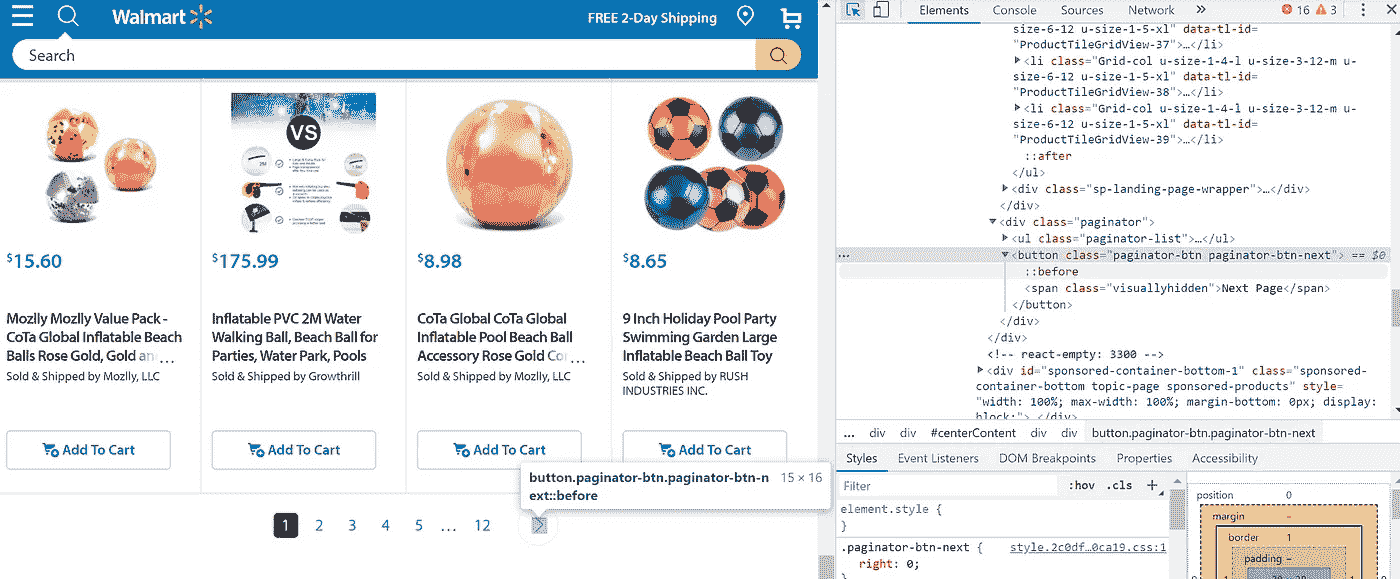 Walmart
FREE 2-Day Shipping
Search
VS
$15.60
$175.99
$8.98
$8.65
Mozlly Mozlly Value Pack -
CoTa Global Inflatable Beach
Balls Rose Gold, Gold an...
Sold & Shipped by Mozlly, LLC
Inflatable PVC 2M Water
Walking Ball, Beach Ball for
Parties, Water Park, Pools
Sold & Shipped by Growthrill
CoTa Global CoTa Global
Inflatable Pool Beach Ball
Accessory Rose Gold Co...
Sold & Shipped by Mozlly, LLC
9 Inch Holiday Pool Party
Swimming Garden Large
Inflatable Beach Ball Toy
Sold & Shipped by RUSH
INDUSTRIES INC.
Add To Cart
Add To Cart
Add To Cart
Add To Cart
button.paginator-btn.paginator-btn-n
ext::before
15 × 16
1 2 3 4 5 ... 12
Elements Console Sources Network » 16 3
size-6-12 u-size-1-5-xl" data-tl-id=
"ProductTileGridView-37">…</li>
<li class="Grid-col u-size-1-4-l u-size-3-12-m u-
size-6-12 u-size-1-5-xl" data-tl-id=
"ProductTileGridView-38">…</li>
<li class="Grid-col u-size-1-4-l u-size-3-12-m u-
size-6-12 u-size-1-5-xl" data-tl-id=
"ProductTileGridView-39">…</li>
::after
</ul>
<div class="sp-landing-page-wrapper">…</div>
</div>
<div class="paginator">
<ul class="paginator-list">…</ul>
... <button class="paginator-btn paginator-btn-next"> == $0
::before
<span class="visuallyhidden">Next Page</span>
</button>
</div>
</div>
<!-- react-empty: 3300 -->
<div id="sponsored-container-bottom-1" class="sponsored-
container-bottom topic-page sponsored-products" style=
"width: 100%; max-width: 100%; margin-bottom: 0px; display:
block;">…</div>
... div div #centerContent div div button.paginator-btn.paginator-btn-next
Styles Event Listeners DOM Breakpoints Properties Accessibility
Filter :hov .cls +
element.style {
}
.paginator-btn-next { style.2c0df…0ca19.css:1
right: 0;
position 0
margin -
border 1
padding -